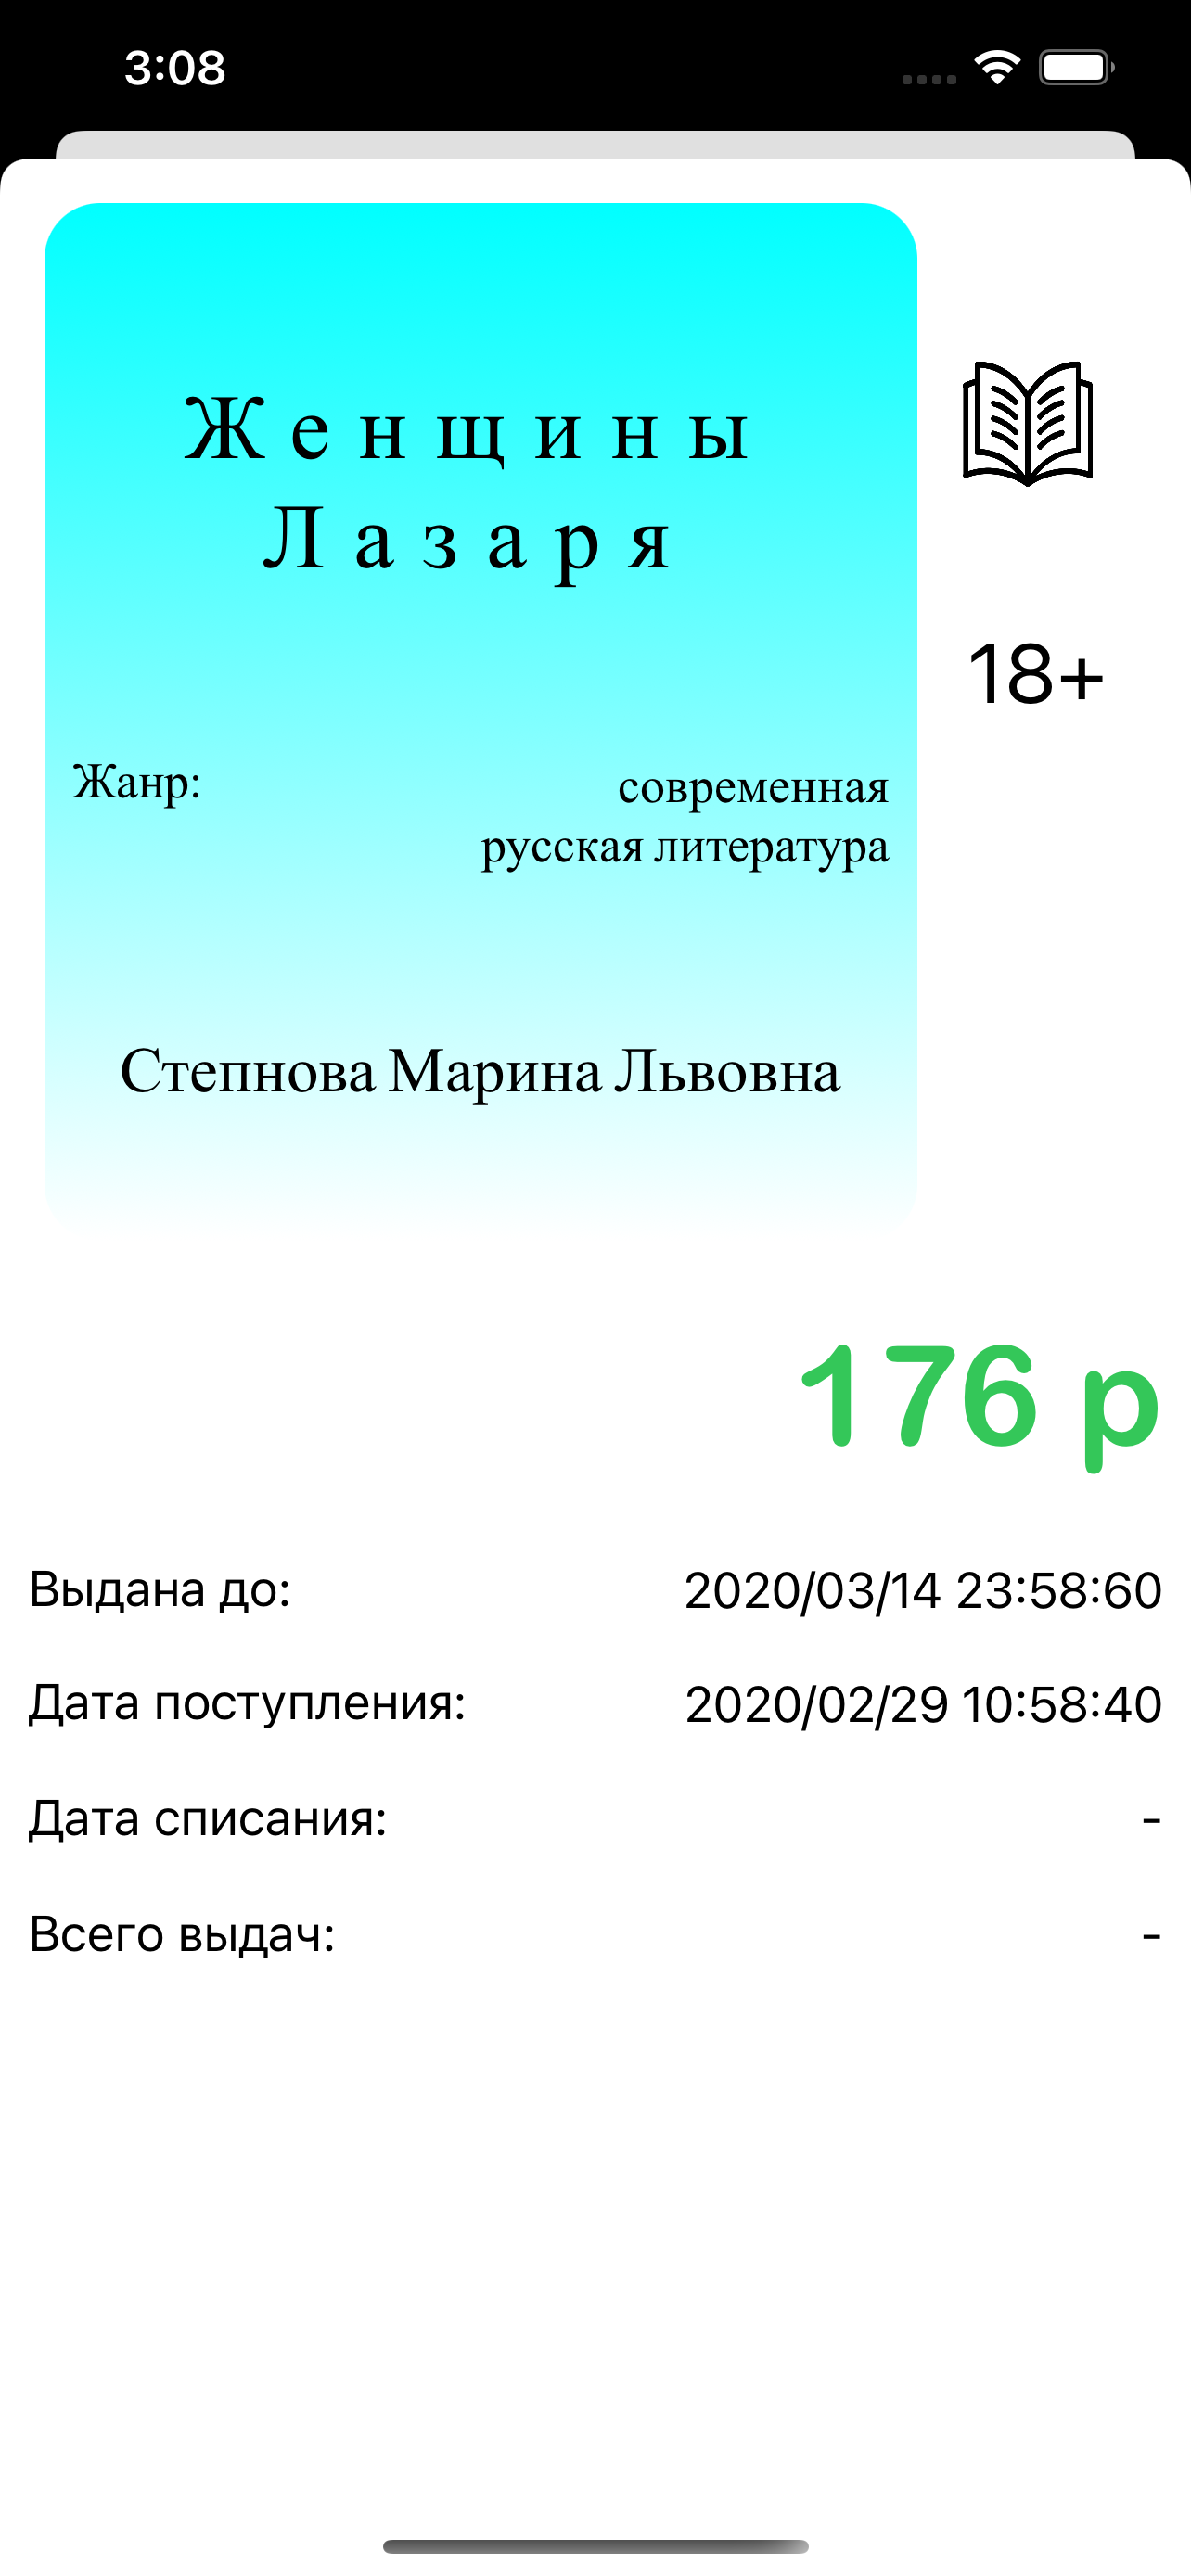 3:08
Женщины
Лазаря
18+
Жанр: современная
русская литература
Степнова Марина Львовна
176 р
Выдана до: 2020/03/14 23:58:60
Дата поступления: 2020/02/29 10:58:40
Дата списания: -
Всего выдач: -